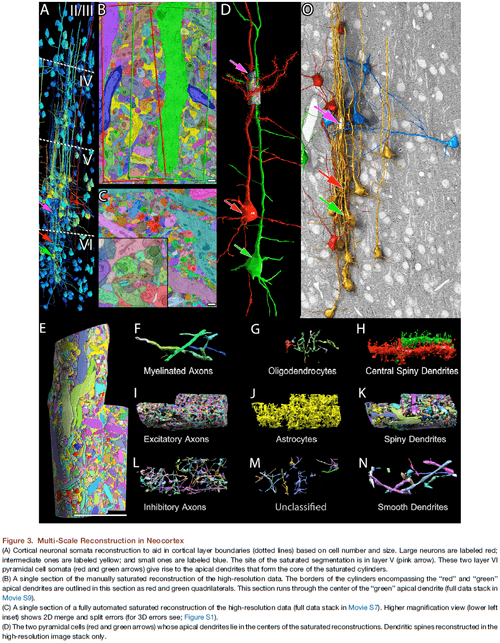 A
II/III
B
D
O
IV
V
C
VI
E
F
G
H
Myelinated Axons
Oligodendrocytes
Central Spiny Dendrites
I
J
K
Excitatory Axons
Astrocytes
Spiny Dendrites
L
M
N
Inhibitory Axons
Unclassified
Smooth Dendrites
Figure 3. Multi-Scale Reconstruction in Neocortex
(A) Cortical neuronal somata reconstruction to aid in cortical layer boundaries (dotted lines) based on cell number and size. Large neurons are labeled red;
intermediate ones are labeled yellow; and small ones are labeled blue. The site of the saturated segmentation is in layer V (pink arrow). These two layer VI
pyramidal cell somata (red and green arrows) give rise to the apical dendrites that form the core of the saturated cylinders.
(B) A single section of the manually saturated reconstruction of the high-resolution data. The borders of the cylinders encompassing the "red" and "green"
apical dendrites are outlined in this section as red and green quadrilaterals. This section runs through the center of the "green" apical dendrite (full data stack in
Movie S9).
(C) A single section of a fully automated saturated reconstruction of the high-resolution data (full data stack in Movie S7). Higher magnification view (lower left
inset) shows 2D merge and split errors (for 3D errors see; Figure S1).
(D) The two pyramidal cells (red and green arrows) whose apical dendrites lie in the centers of the saturated reconstructions. Dendritic spines reconstructed in the
high-resolution image stack only.